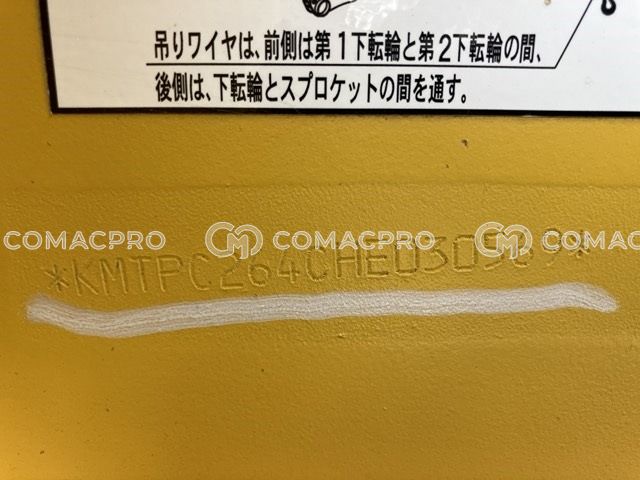 吊りワイヤは、前側は第1下転輪と第2下転輪の間、
後側は、下転輪とスプロケットの間を通す。
COMACPRO COMACPRO
*KMTPC264CHE030569*